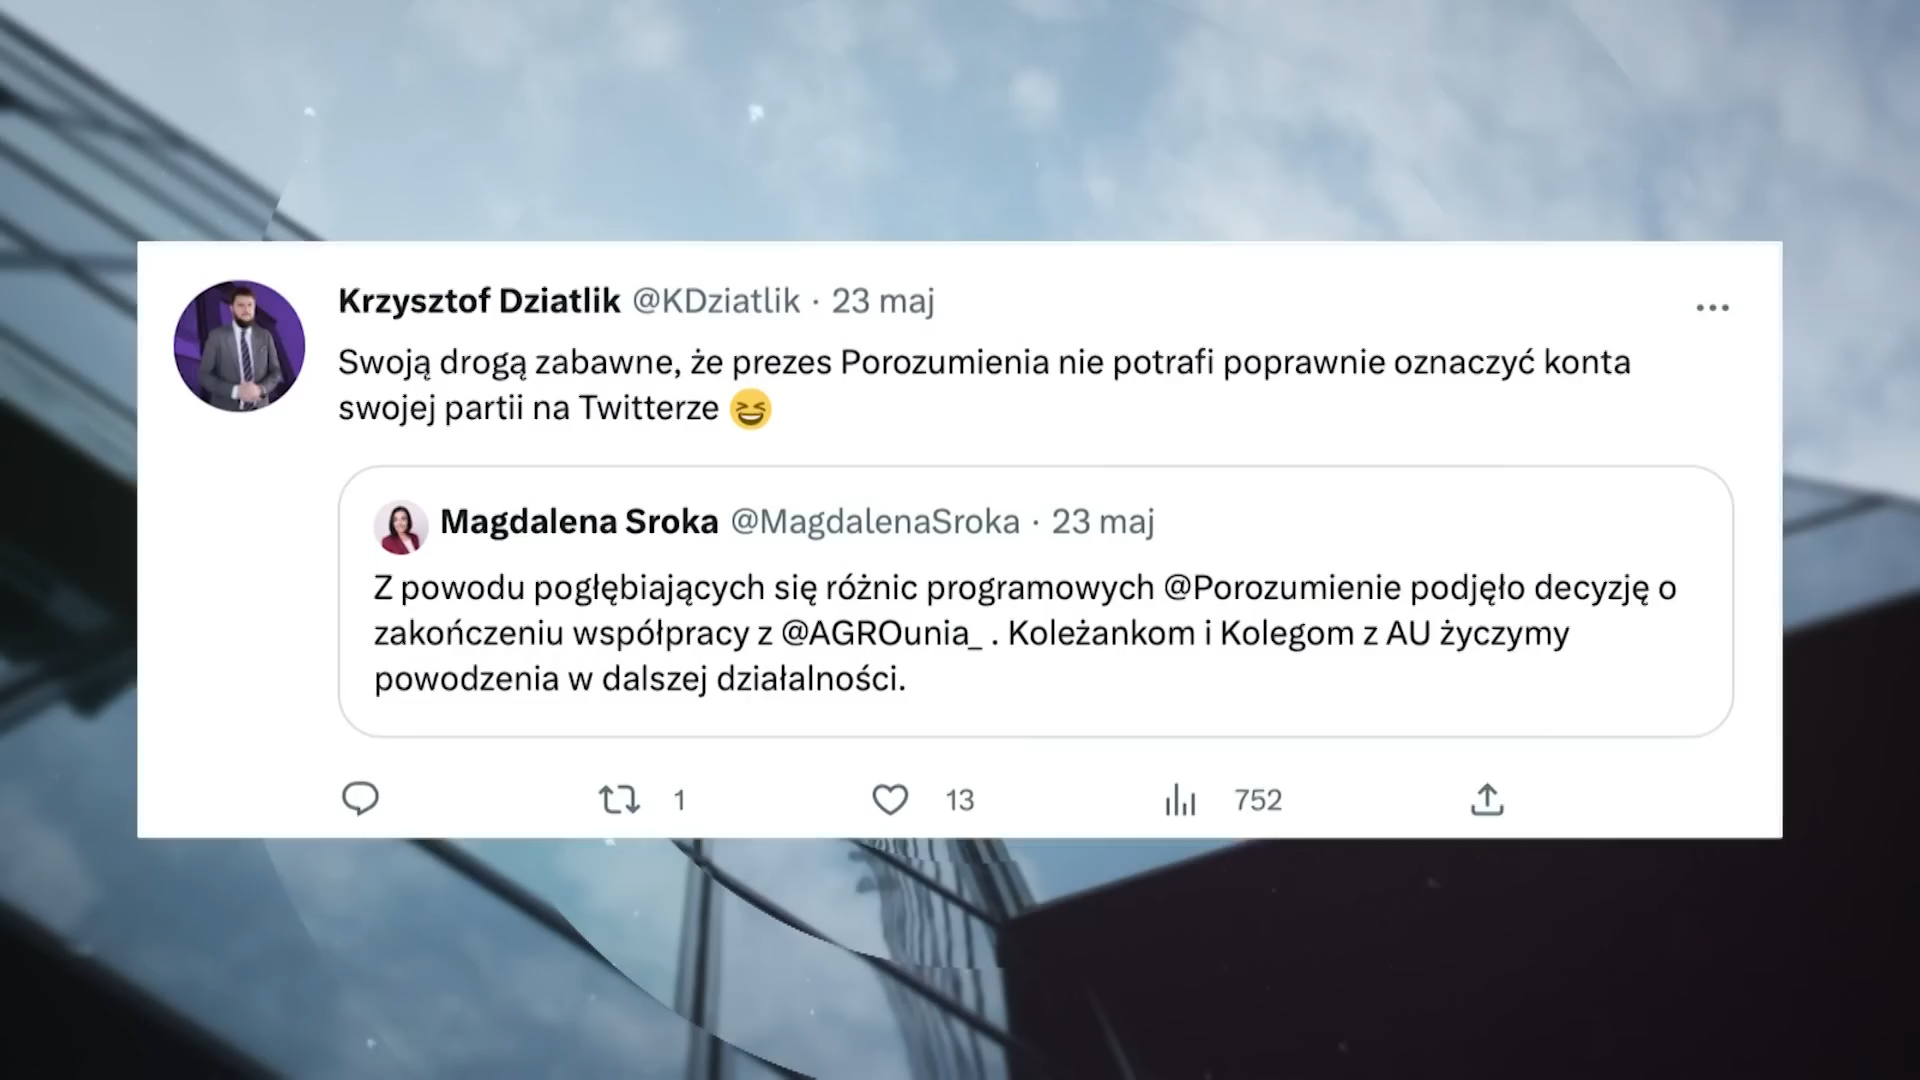 Krzysztof Dziatlik @KDziatlik · 23 maj
Swoją drogą zabawne, że prezes Porozumienia nie potrafi poprawnie oznaczyć konta
swojej partii na Twitterze 😆
Magdalena Sroka @MagdalenaSroka · 23 maj
Z powodu pogłębiających się różnic programowych @Porozumienie podjęło decyzję o
zakończeniu współpracy z @AGROunia_ . Koleżankom i Kolegom z AU życzymy
powodzenia w dalszej działalności.
1 13 752